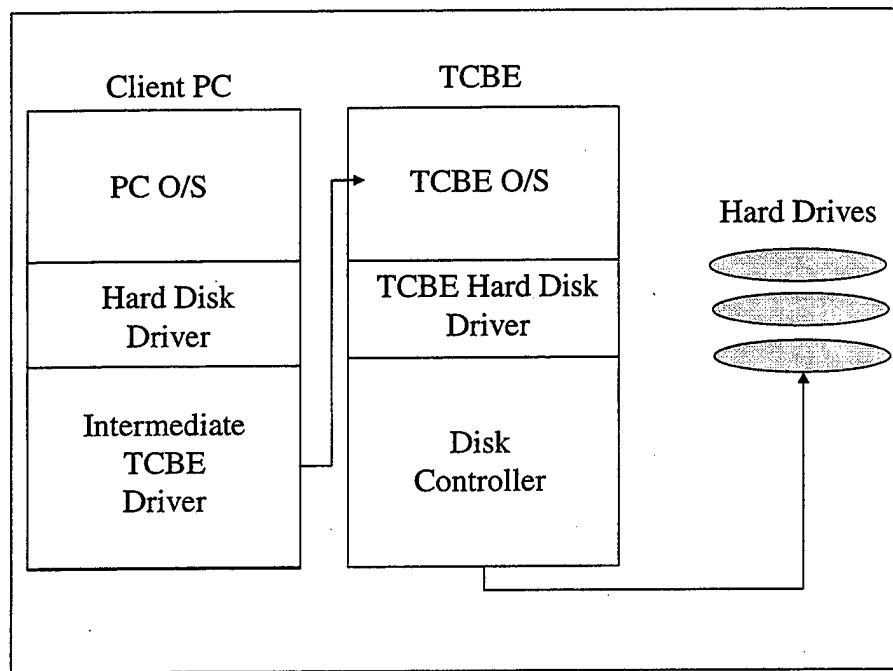 Client PC
PC O/S
Hard Disk
Driver
Intermediate
TCBE
Driver
TCBE
TCBE O/S
TCBE Hard Disk
Driver
Disk
Controller
Hard Drives